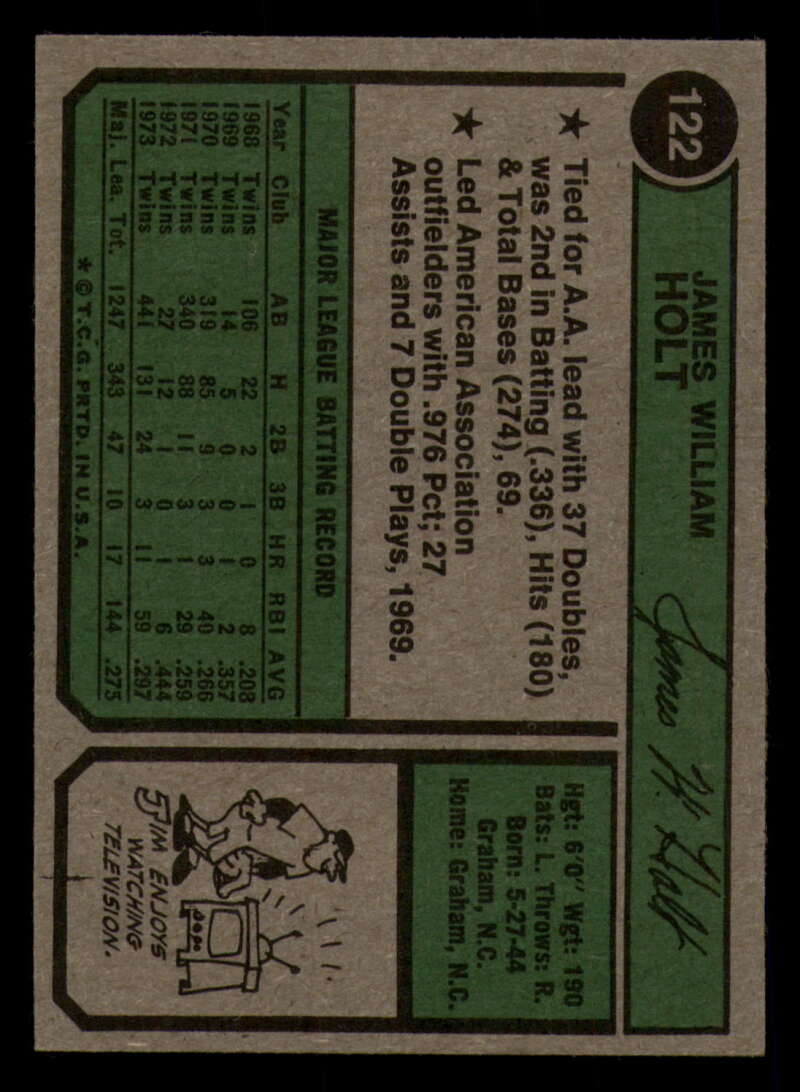 122
JAMES WILLIAM
HOLT
James W. Holt
★ Tied for A.A. lead with 37 Doubles,
was 2nd in Batting (.336), Hits (180)
& Total Bases (274), 69.
★ Led American Association
outfielders with .976 Pct; 27
Assists and 7 Double Plays, 1969.
Hgt: 6'0" Wgt: 190
Bats: L. Throws: R.
Born: 5-27-44
Graham, N.C.
Home: Graham, N.C.
MAJOR LEAGUE BATTING RECORD
Year Club AB H 2B 3B HR RBI AVG
1968 Twins 106 22 2 1 0 8 .208
1969 Twins 14 5 0 0 1 2 .357
1970 Twins 319 85 9 3 3 40 .266
1971 Twins 340 88 11 3 1 29 .259
1972 Twins 27 12 1 0 1 6 .444
1973 Twins 441 131 24 3 11 59 .297
Maj. Lea. Tot. 1247 343 47 10 17 144 .275
* © T.C.G. PRTD. IN U.S.A.
JIM ENJOYS
WATCHING
TELEVISION.